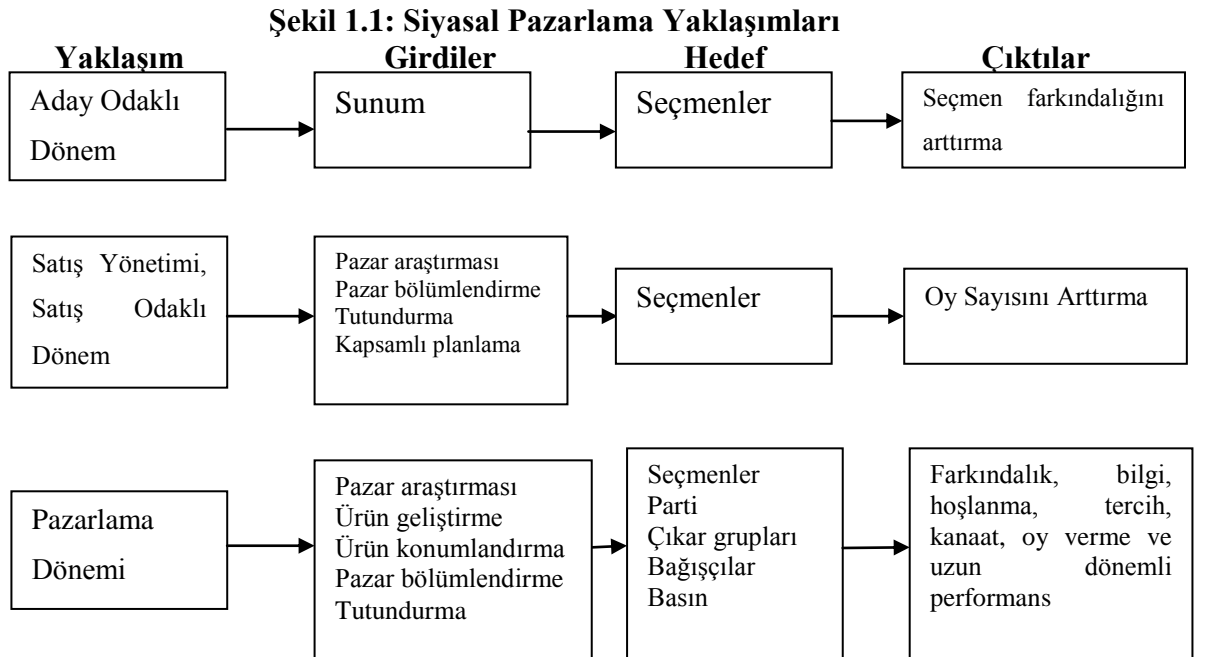 Şekil 1.1: Siyasal Pazarlama Yaklaşımları
Yaklaşım Girdiler Hedef Çıktılar
Aday Odaklı
Dönem
Sunum
Seçmenler
Seçmen farkındalığını
arttırma
Satış Yönetimi,
Satış Odaklı
Dönem
Pazar araştırması
Pazar bölümlendirme
Tutundurma
Kapsamlı planlama
Seçmenler
Oy Sayısını Arttırma
Pazarlama
Dönemi
Pazar araştırması
Ürün geliştirme
Ürün konumlandırma
Pazar bölümlendirme
Tutundurma
Seçmenler
Parti
Çıkar grupları
Bağışçılar
Basın
Farkındalık, bilgi,
hoşlanma, tercih,
kanaat, oy verme ve
uzun dönemli
performans